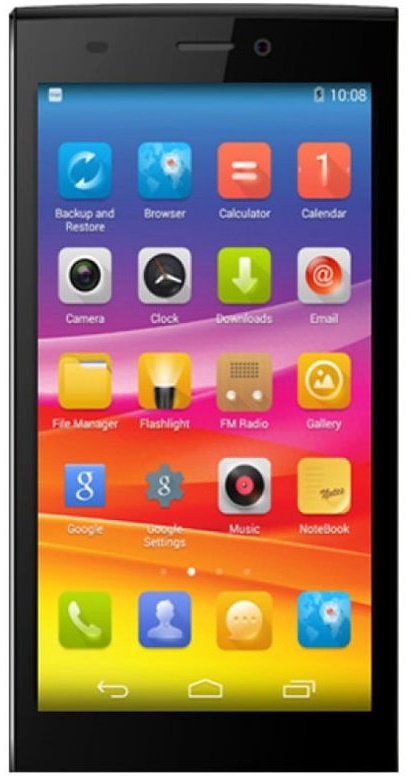 10:08
Backup and
Restore
Browser
Calculator
1
Calendar
Camera
Clock
Downloads
@
Email
File Manager
Flashlight
FM Radio
Gallery
g
Google
g
Google
Settings
Music
Notes
NoteBook